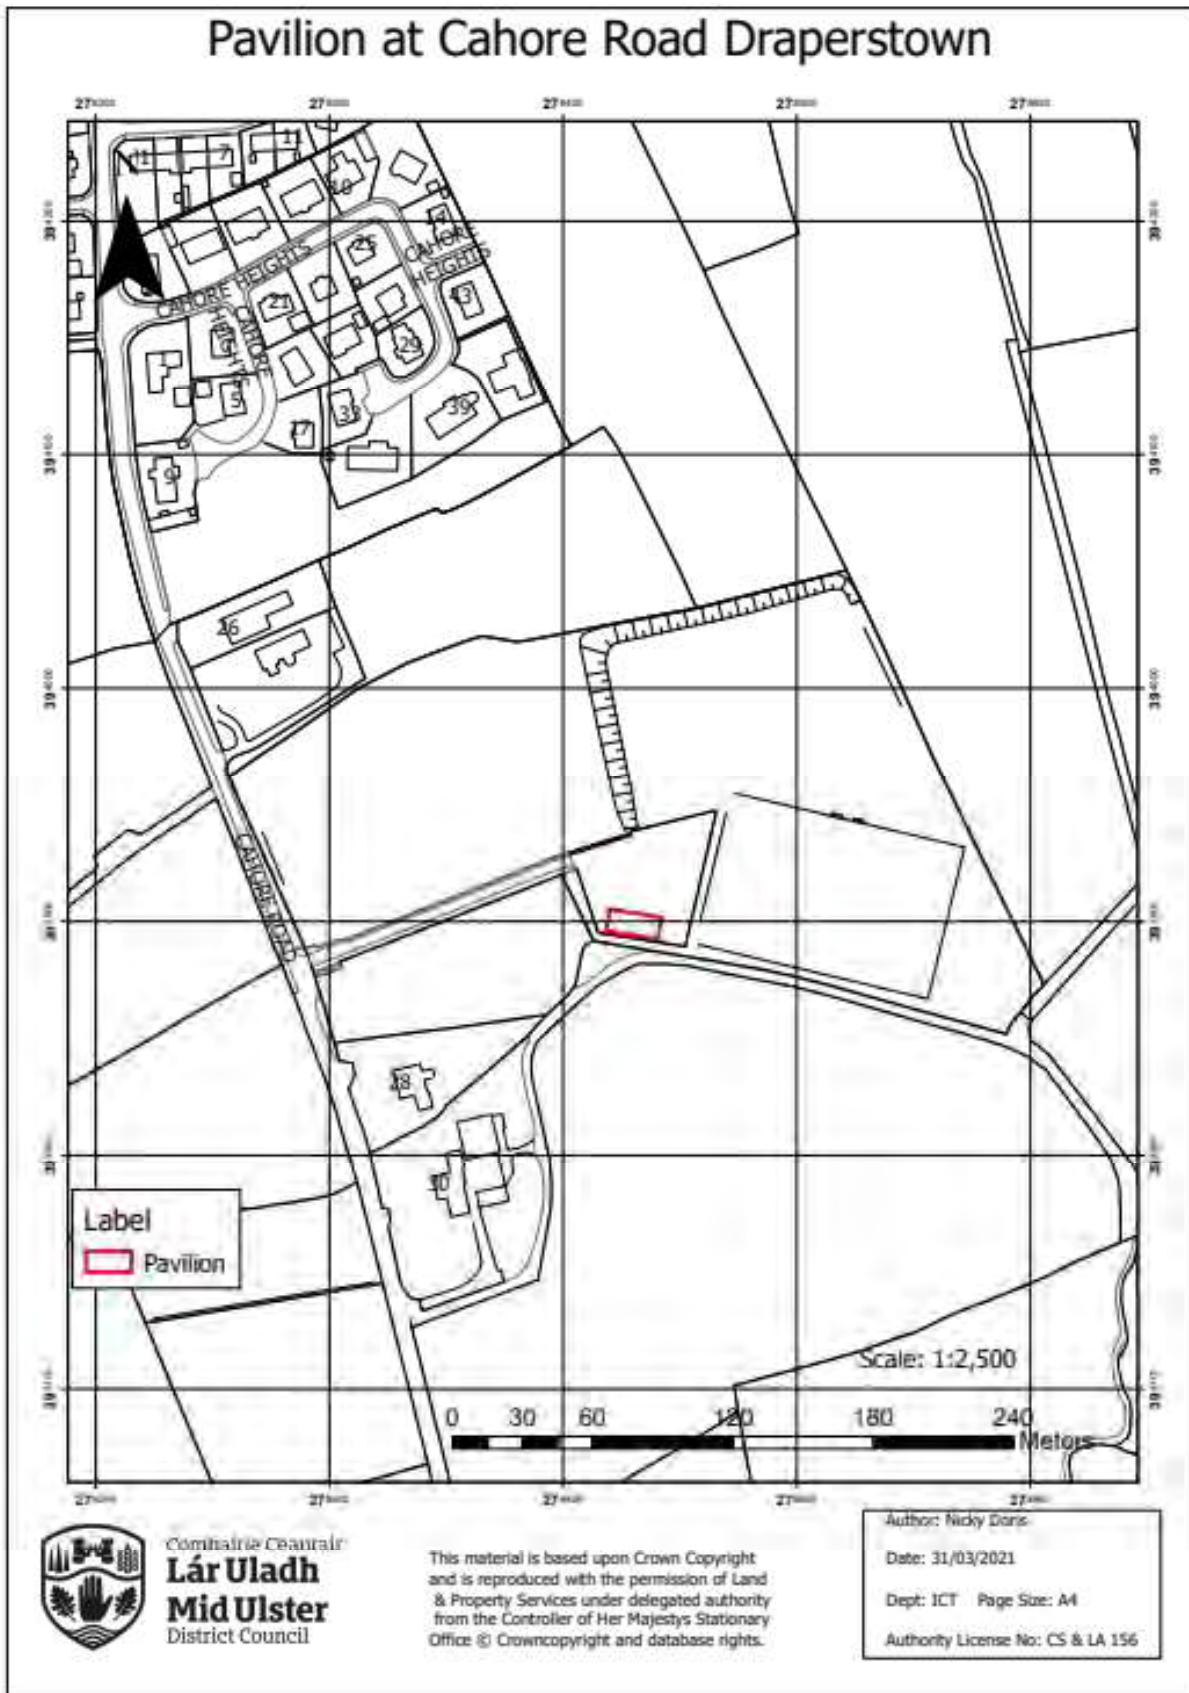 Pavilion at Cahore Road Draperstown
11
7
11
10
4
CAHORE
HEIGHTS
25
CAHORE HEIGHTS
21
43
CAHORE
HEIGHTS
29
5
33
39
17
9
26
CAHORE ROAD
28
30
Label
Pavilion
Scale: 1:2,500
0 30 60 120 180 240
Meters
Comhairle Ceantair
Lár Uladh
Mid Ulster
District Council
This material is based upon Crown Copyright
and is reproduced with the permission of Land
& Property Services under delegated authority
from the Controller of Her Majestys Stationary
Office © Crowncopyright and database rights.
Author: Nicky Doris
Date: 31/03/2021
Dept: ICT Page Size: A4
Authority License No: CS & LA 156